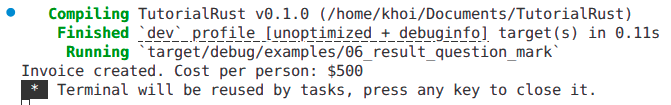 Compiling TutorialRust v0.1.0 (/home/khoi/Documents/TutorialRust)
Finished `dev` profile [unoptimized + debuginfo] target(s) in 0.11s
Running `target/debug/examples/06_result_question_mark`
Invoice created. Cost per person: $500
* Terminal will be reused by tasks, press any key to close it.